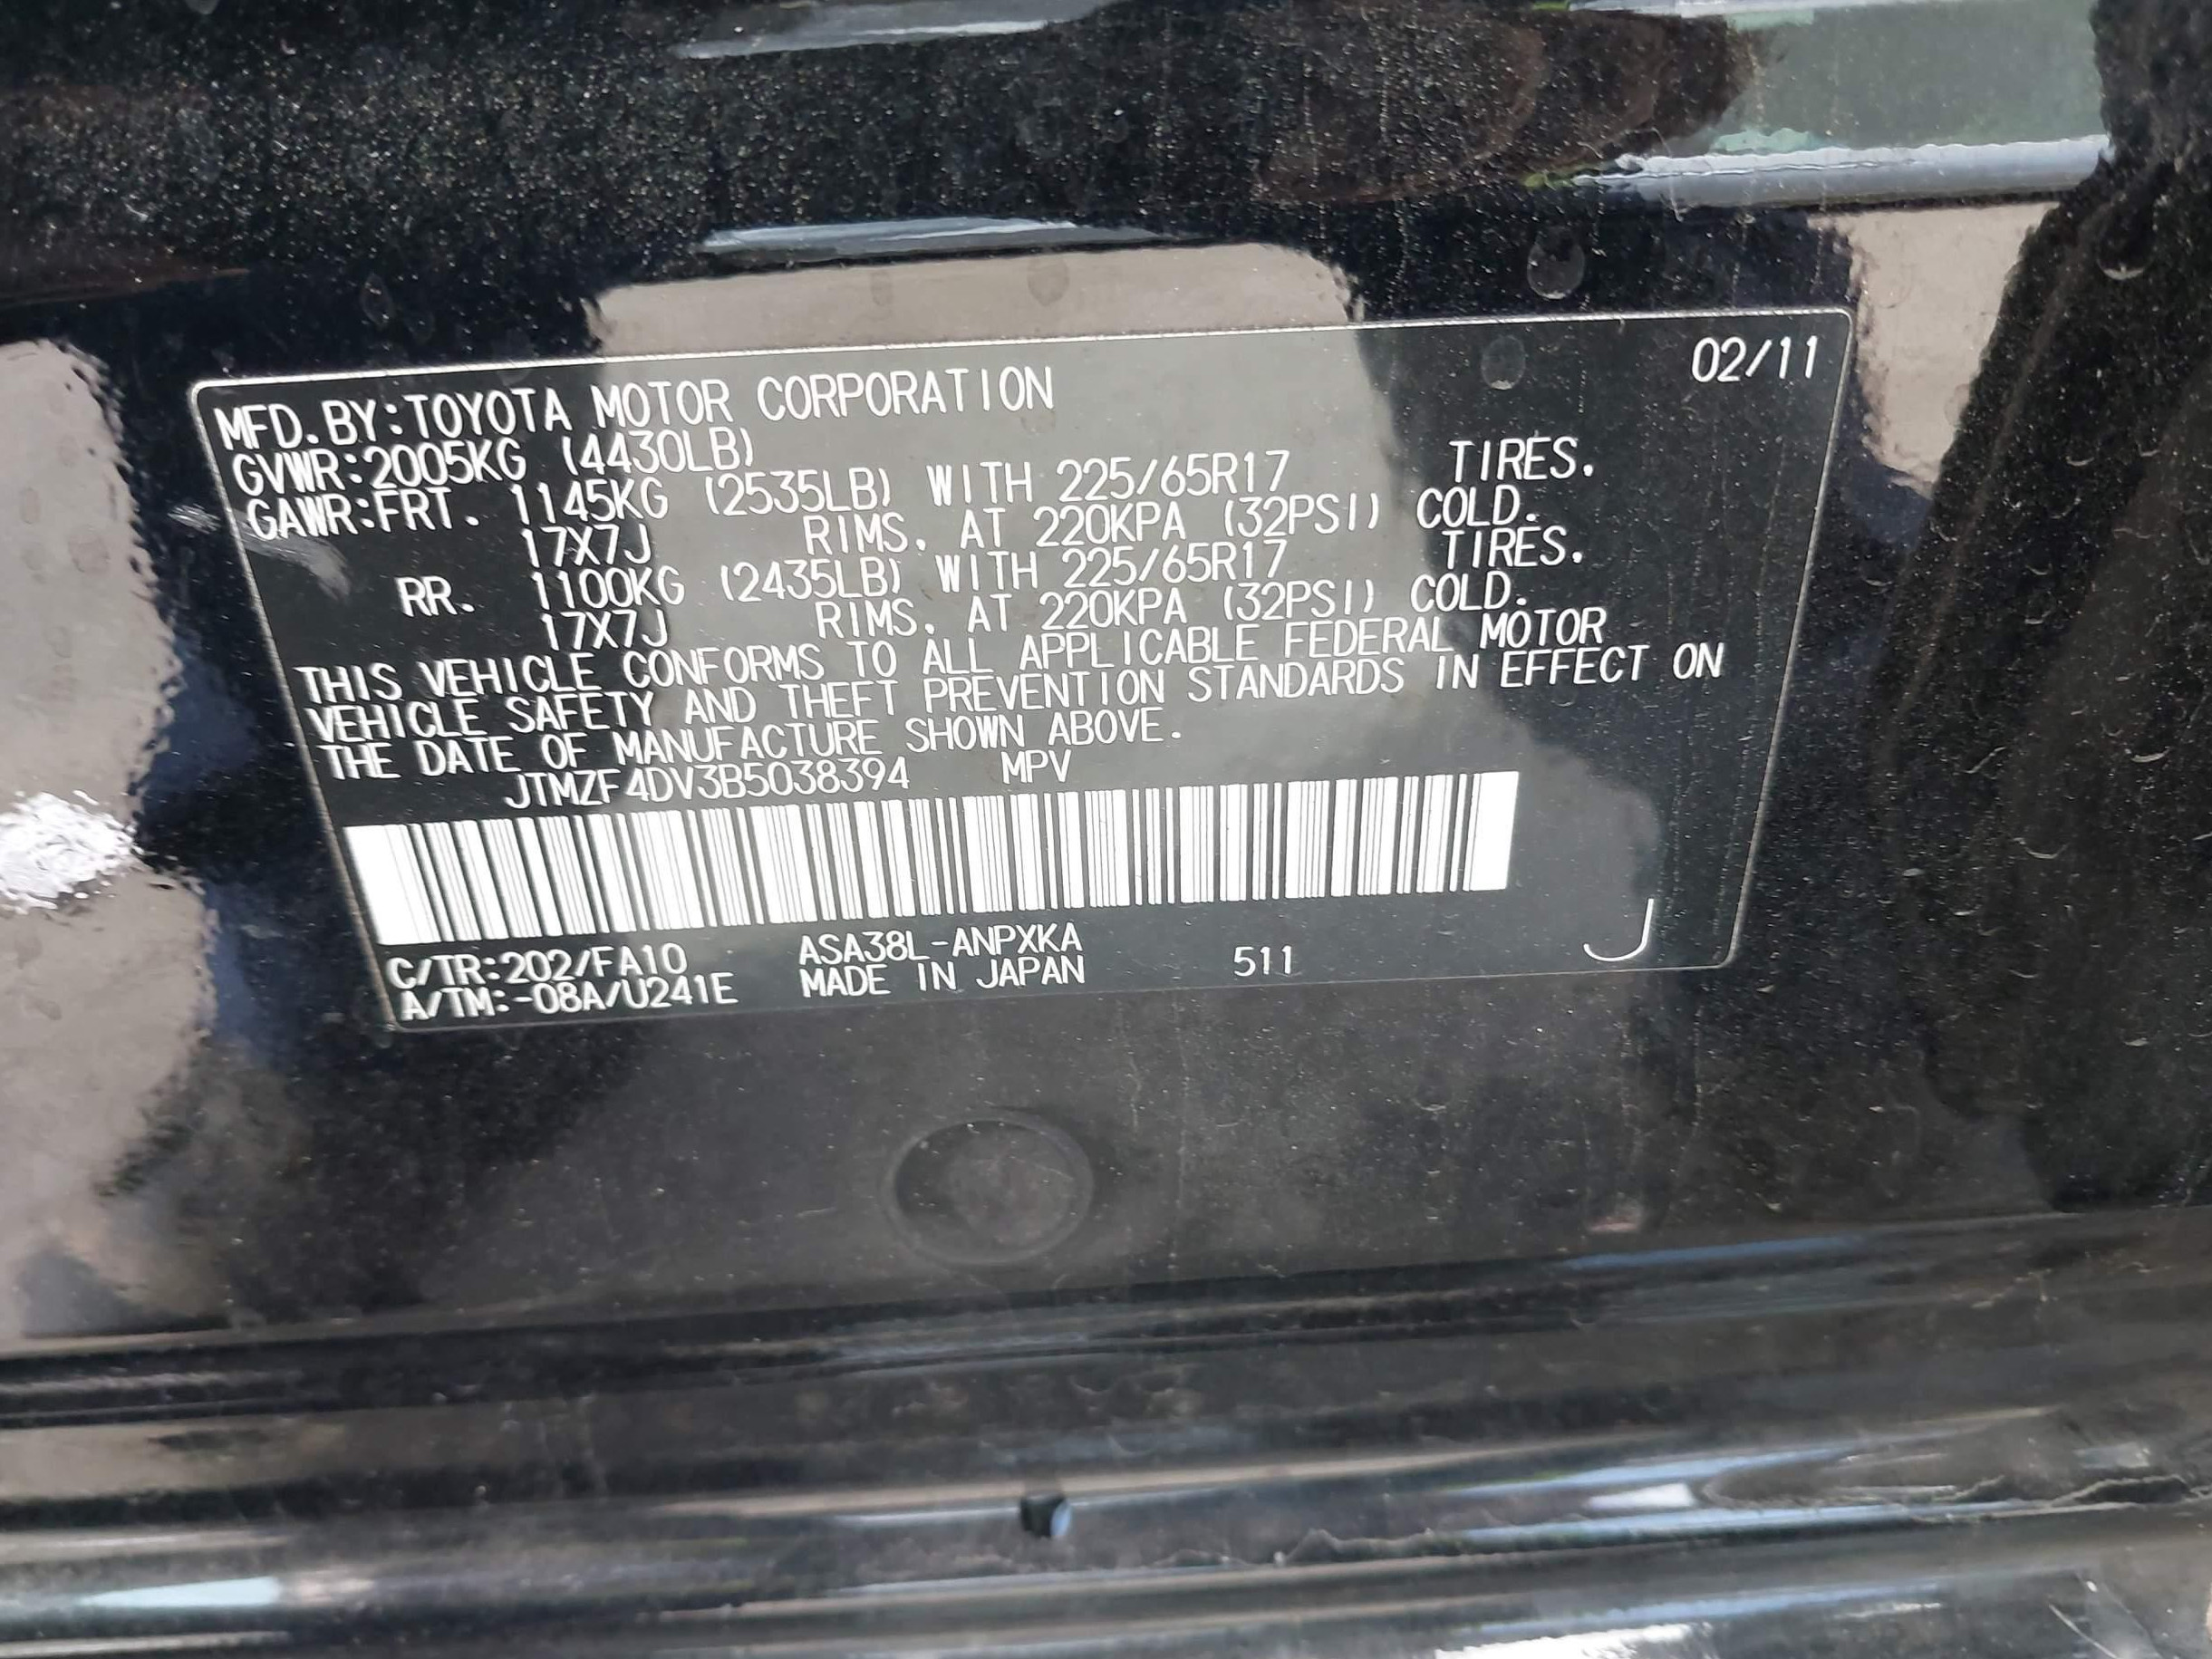 02/11
MFD.BY:TOYOTA MOTOR CORPORATION
GVWR:2005KG (4430LB)
GAWR:FRT. 1145KG (2535LB) WITH 225/65R17 TIRES.
17X7J RIMS, AT 220KPA (32PSI) COLD.
RR. 1100KG (2435LB) WITH 225/65R17 TIRES.
17X7J RIMS, AT 220KPA (32PSI) COLD.
THIS VEHICLE CONFORMS TO ALL APPLICABLE FEDERAL MOTOR
VEHICLE SAFETY AND THEFT PREVENTION STANDARDS IN EFFECT ON
THE DATE OF MANUFACTURE SHOWN ABOVE.
JTMZF4DV3B5038394 MPV
C/TR:202/FA10 ASA38L-ANPXKA
A/TM:-08A/U241E MADE IN JAPAN 511 J